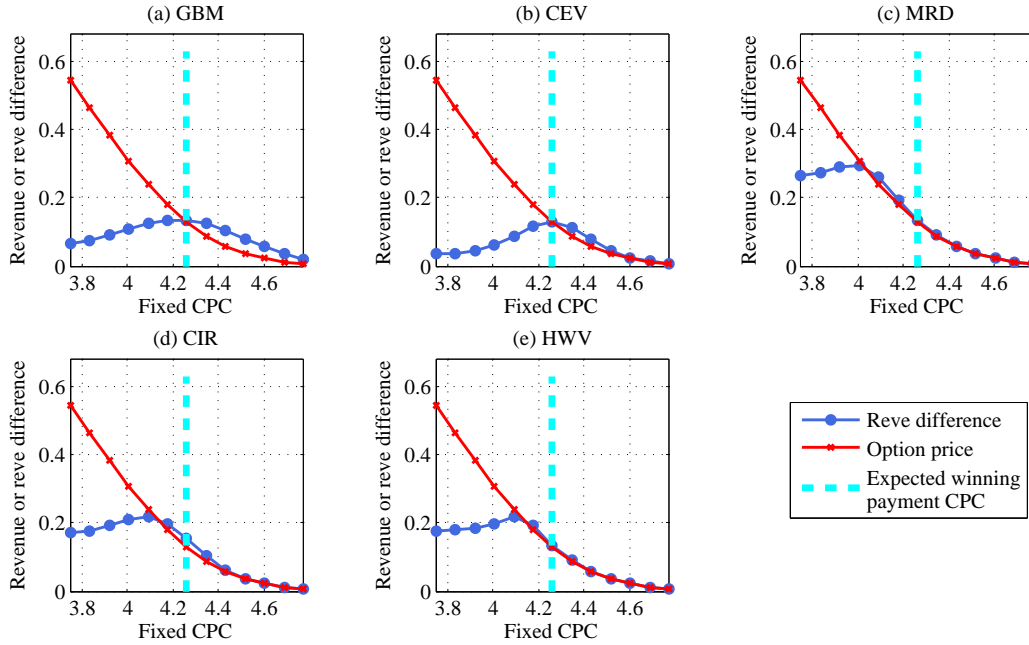 (a) GBM
Revenue or reve difference
0.6
0.4
0.2
0
3.8 4 4.2 4.4 4.6
Fixed CPC
(b) CEV
Revenue or reve difference
0.6
0.4
0.2
0
3.8 4 4.2 4.4 4.6
Fixed CPC
(c) MRD
Revenue or reve difference
0.6
0.4
0.2
0
3.8 4 4.2 4.4 4.6
Fixed CPC
(d) CIR
Revenue or reve difference
0.6
0.4
0.2
0
3.8 4 4.2 4.4 4.6
Fixed CPC
(e) HWV
Revenue or reve difference
0.6
0.4
0.2
0
3.8 4 4.2 4.4 4.6
Fixed CPC
Reve difference
Option price
Expected winning
payment CPC